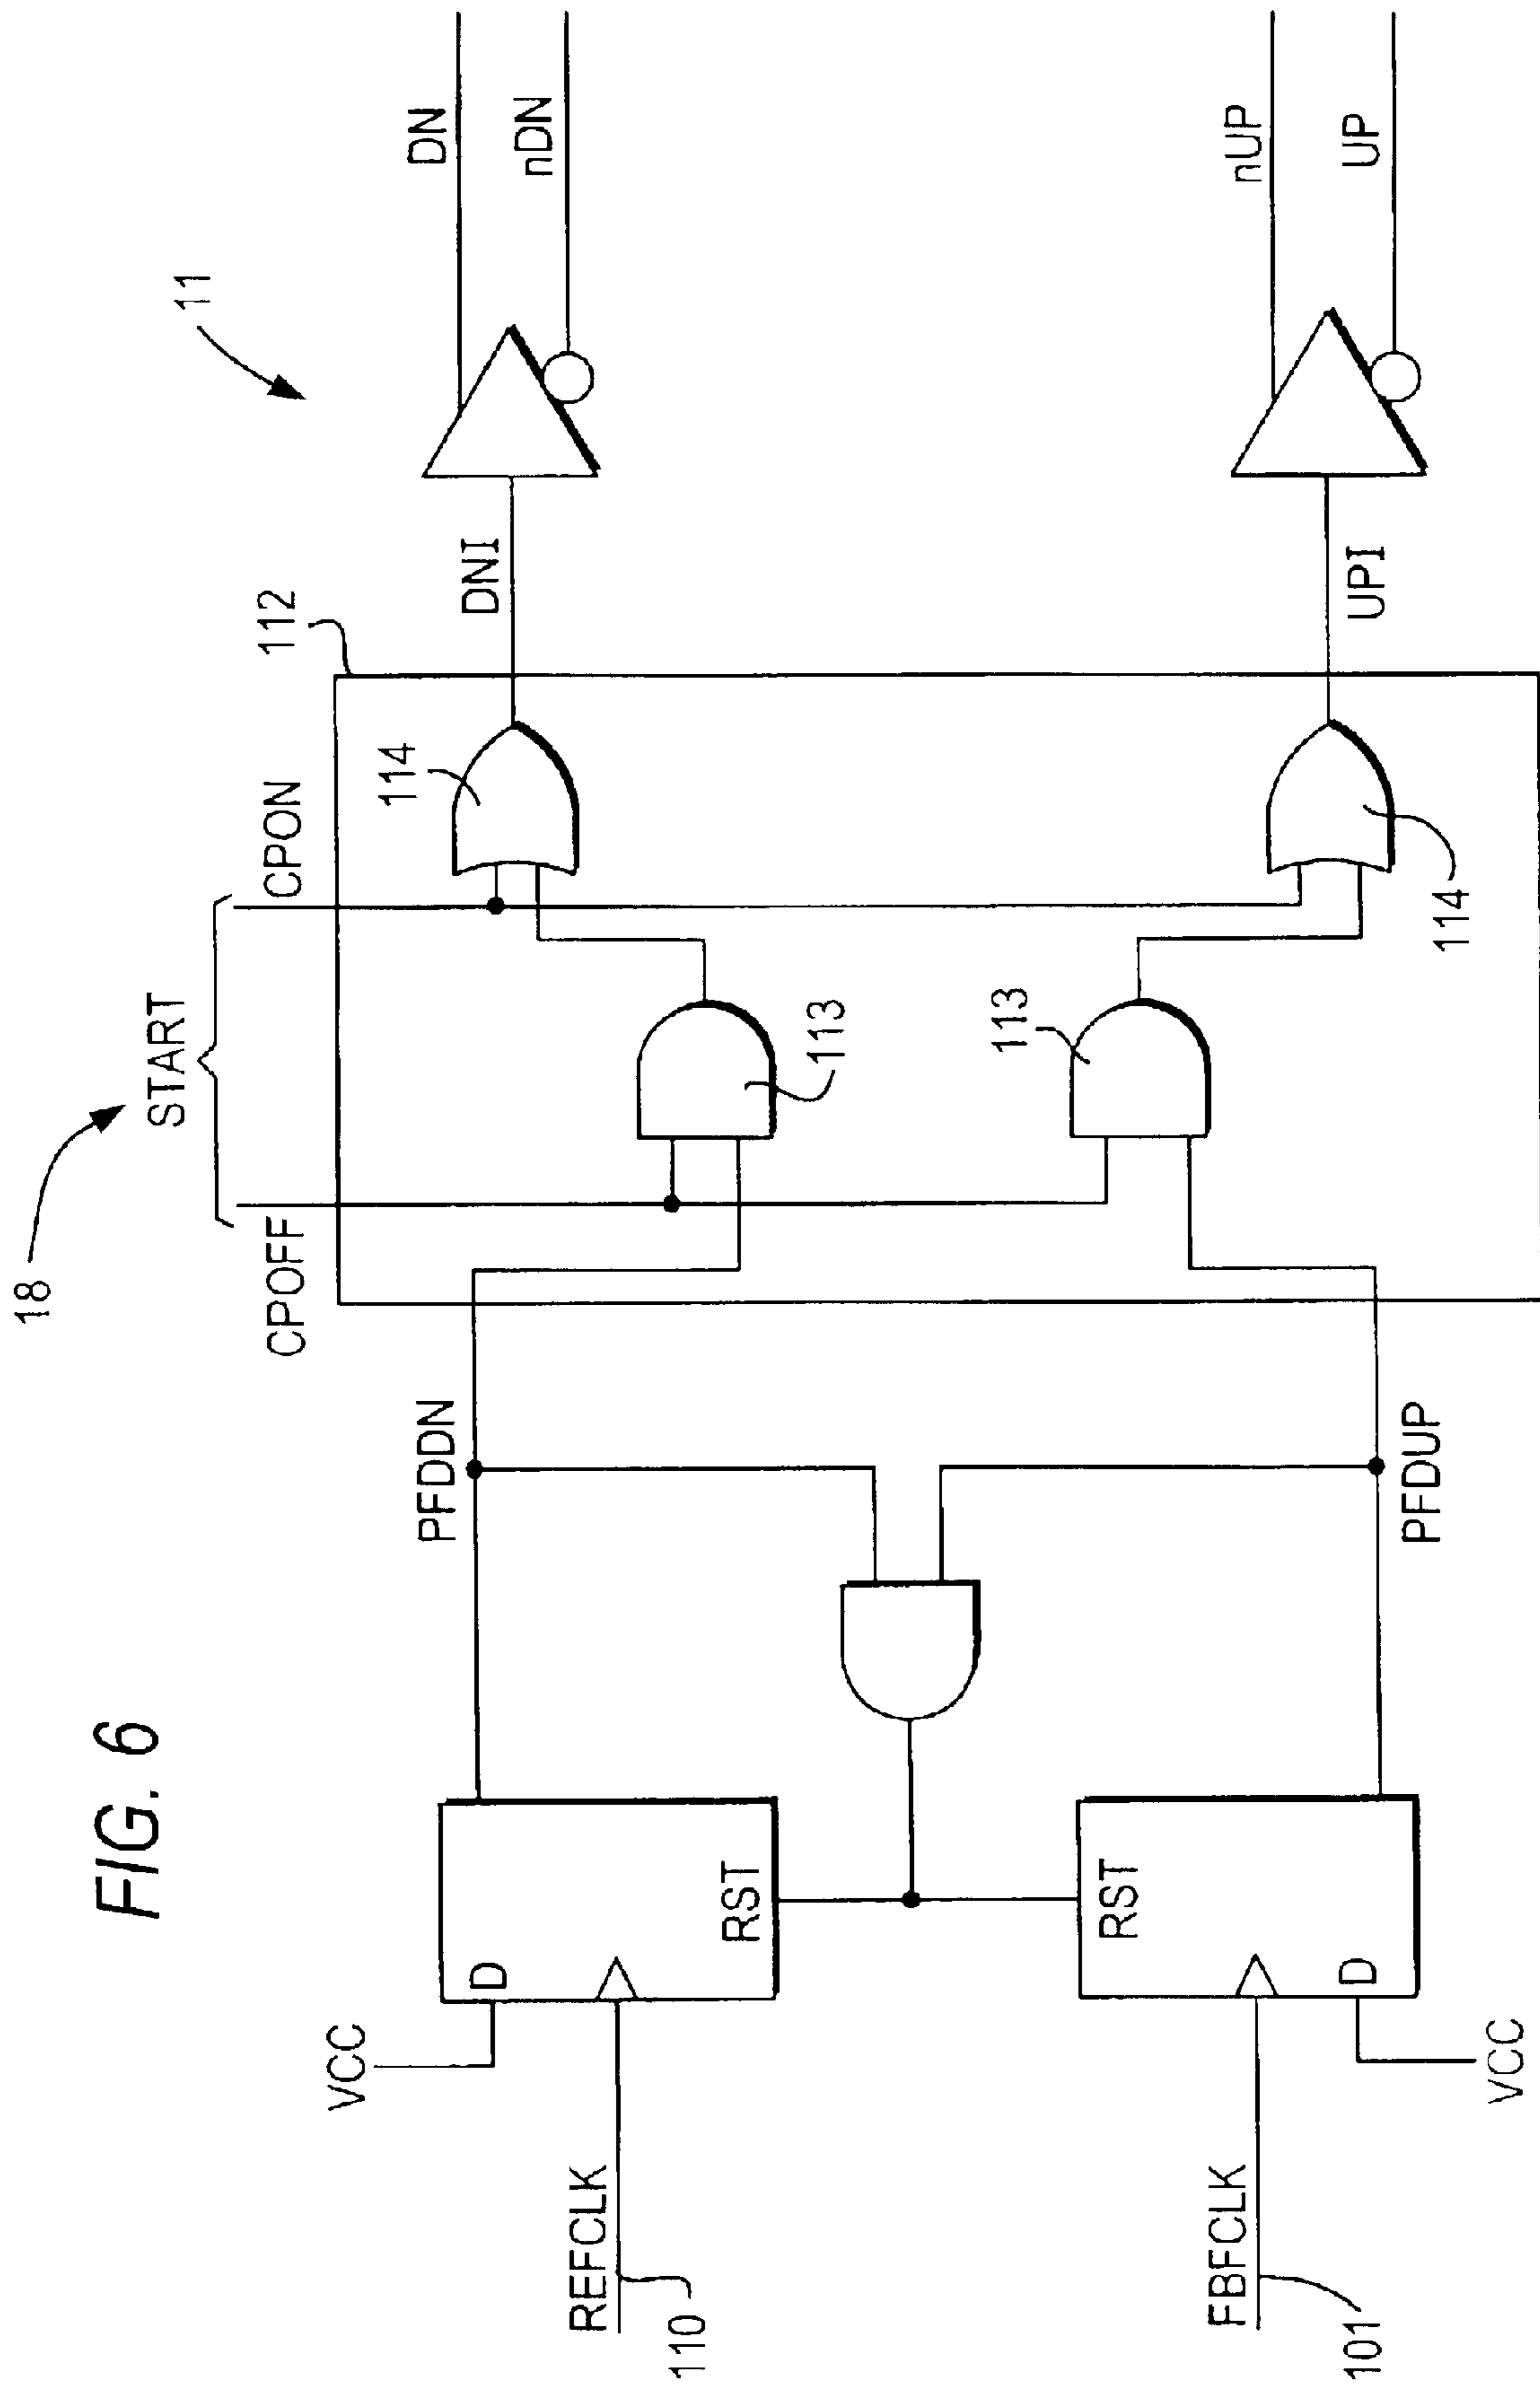 FIG. 6
18
START
11
CPOFF
CPON
112
VCC
D
REFCLK
110
RST
PFDDN
113
114
DNI
DN
nDN
FBFCLK
101
RST
D
VCC
PFDUP
113
114
UPI
nUP
UP